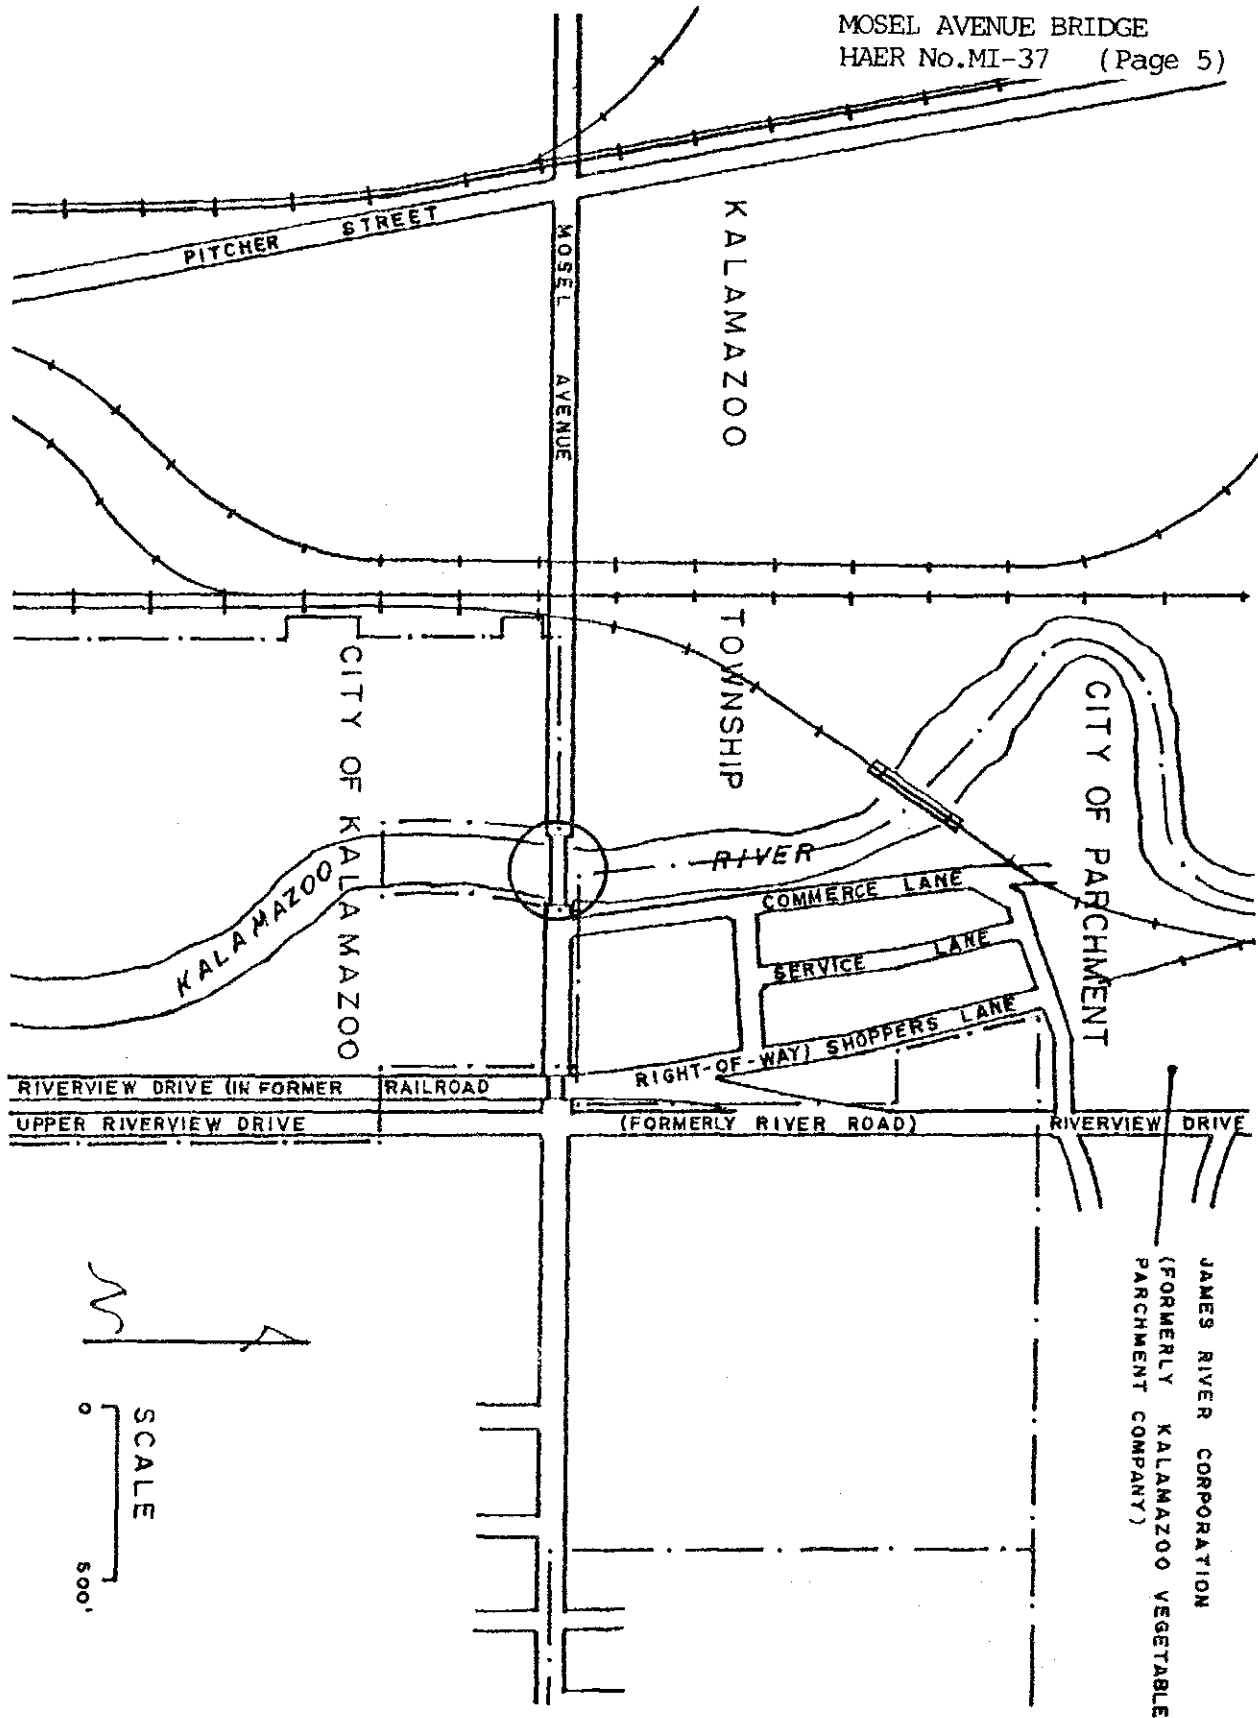 MOSEL AVENUE BRIDGE
HAER No.MI-37 (Page 5)
PITCHER STREET
MOSEL AVENUE
KALAMAZOO TOWNSHIP
CITY OF KALAMAZOO
CITY OF PARCHMENT
KALAMAZOO RIVER
COMMERCE LANE
SERVICE LANE
SHOPPERS LANE
RIVERVIEW DRIVE (IN FORMER RAILROAD RIGHT-OF-WAY)
UPPER RIVERVIEW DRIVE (FORMERLY RIVER ROAD)
RIVERVIEW DRIVE
JAMES RIVER CORPORATION
(FORMERLY KALAMAZOO VEGETABLE
PARCHMENT COMPANY)
N
SCALE
0 500'